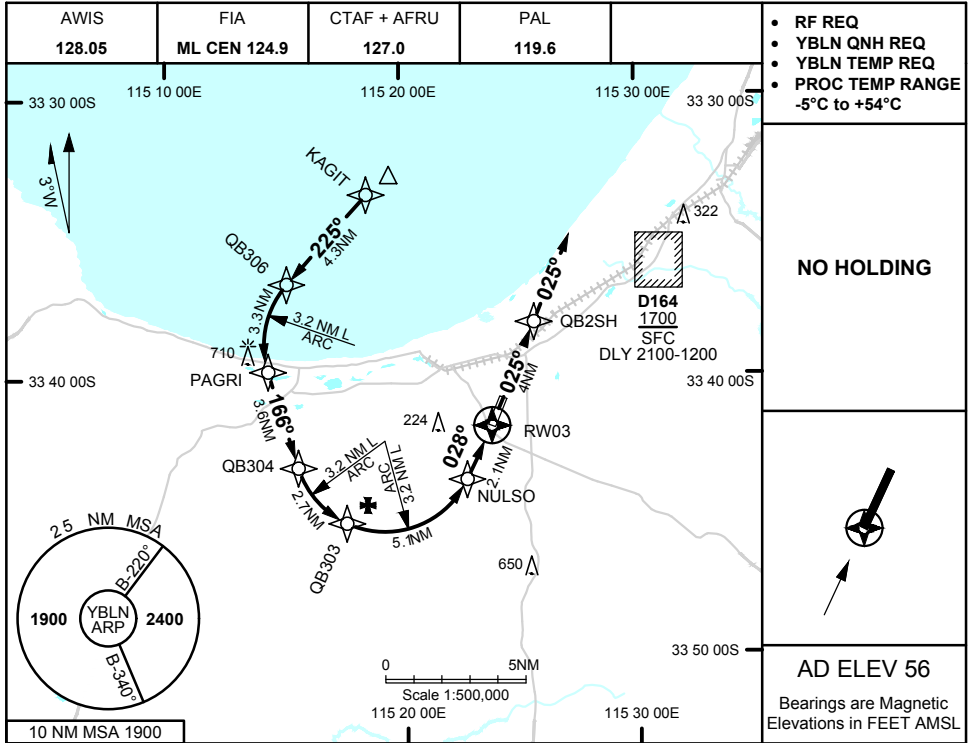 AWIS
128.05
FIA
ML CEN 124.9
CTAF + AFRU
127.0
PAL
119.6
• RF REQ
• YBLN QNH REQ
• YBLN TEMP REQ
• PROC TEMP RANGE
-5°C to +54°C
NO HOLDING
AD ELEV 56
Bearings are Magnetic
Elevations in FEET AMSL
115 10 00E
115 20 00E
115 30 00E
33 30 00S
33 30 00S
3°W
KAGIT
225°
4.3NM
QB306
3.3NM
3.2 NM L
ARC
710
PAGRI
33 40 00S
33 40 00S
322
D164
1700
SFC
DLY 2100-1200
025°
QB2SH
025°
4NM
166°
3.6NM
224
RW03
028°
2.1NM
NULSO
QB304
3.2 NM L
ARC
3.2 NM L
ARC
2.7NM
QB303
5.1NM
650
25 NM MSA
B-220°
1900
YBLN
ARP
2400
B-340°
10 NM MSA 1900
33 50 00S
0
5NM
Scale 1:500,000
115 20 00E
115 30 00E